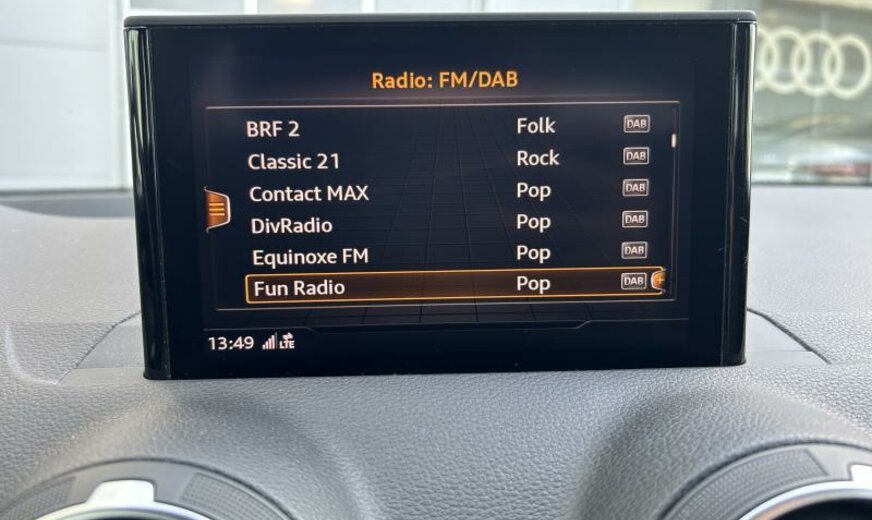 Radio: FM/DAB
BRF 2 Folk DAB
Classic 21 Rock DAB
Contact MAX Pop DAB
DivRadio Pop DAB
Equinoxe FM Pop DAB
Fun Radio Pop DAB
13:49 LTE